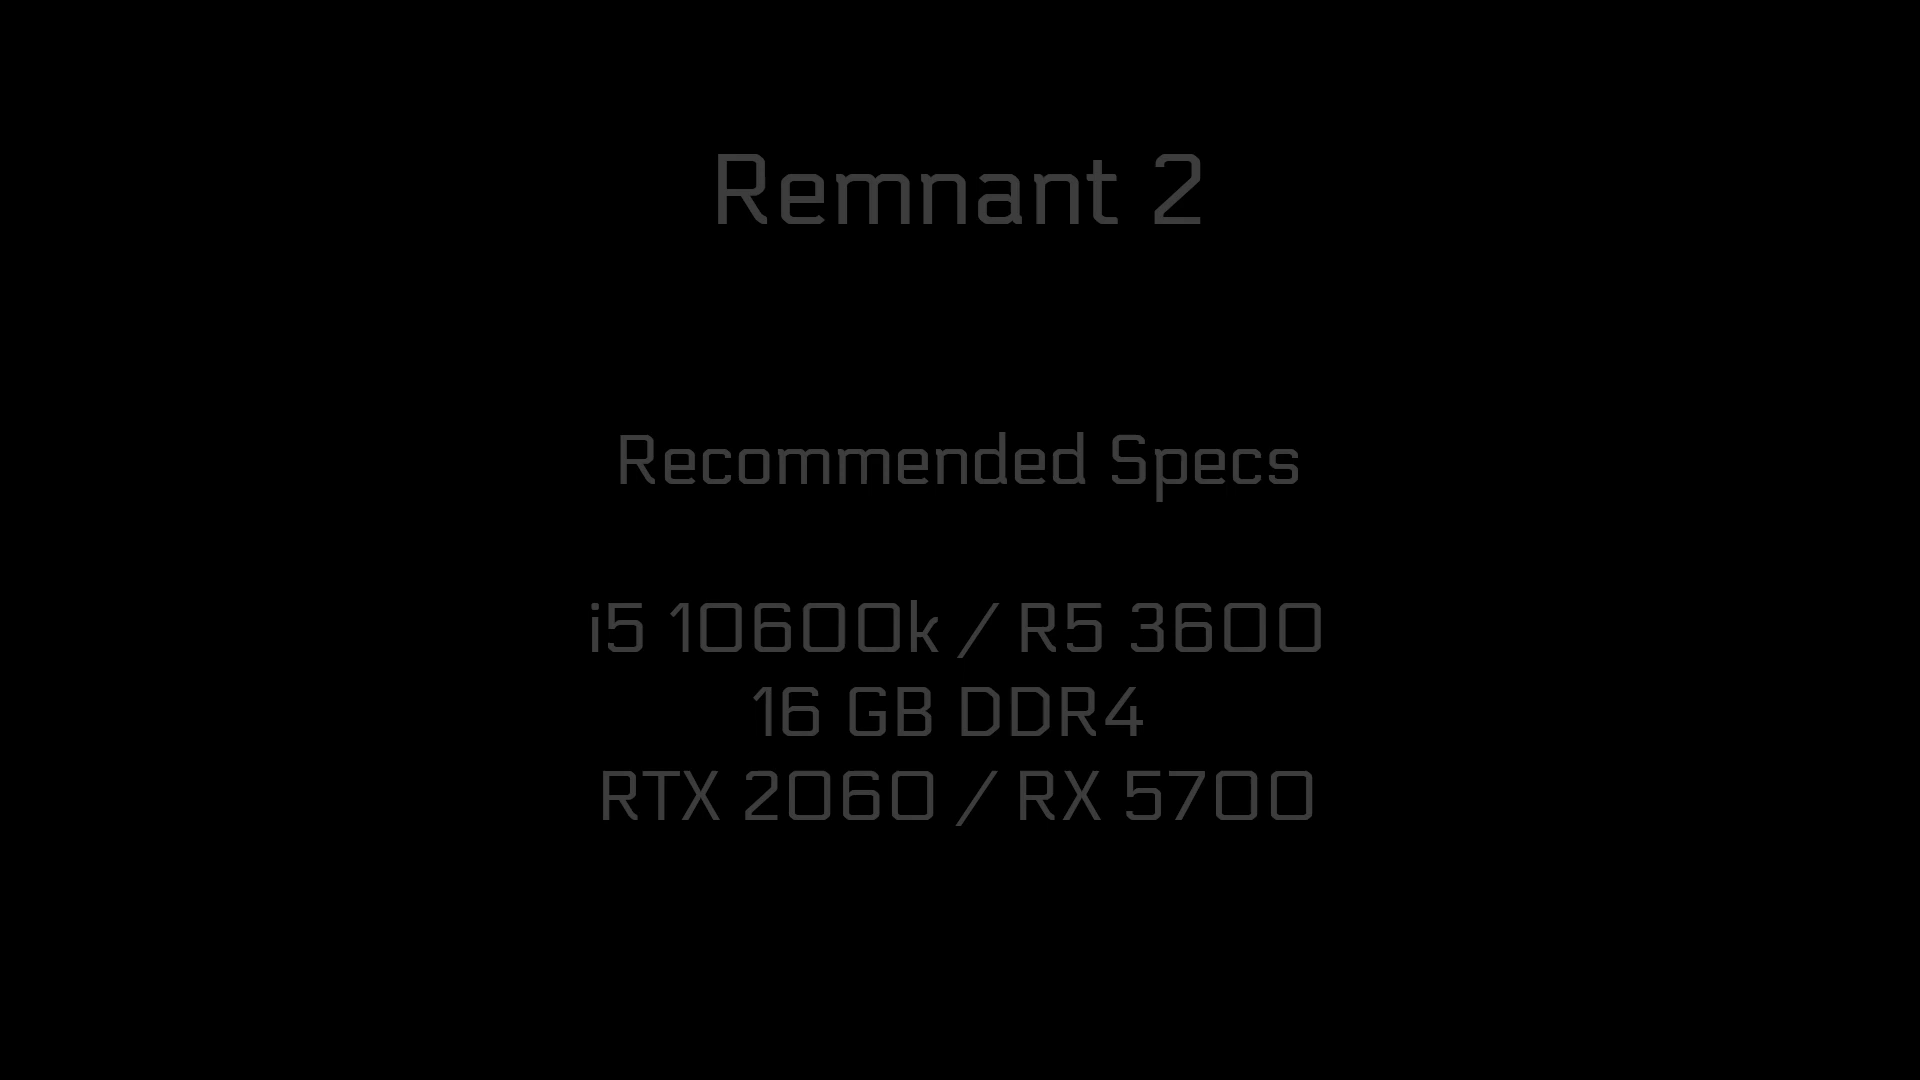 Remnant 2
Recommended Specs
i5 10600k / R5 3600
16 GB DDR4
RTX 2060 / RX 5700